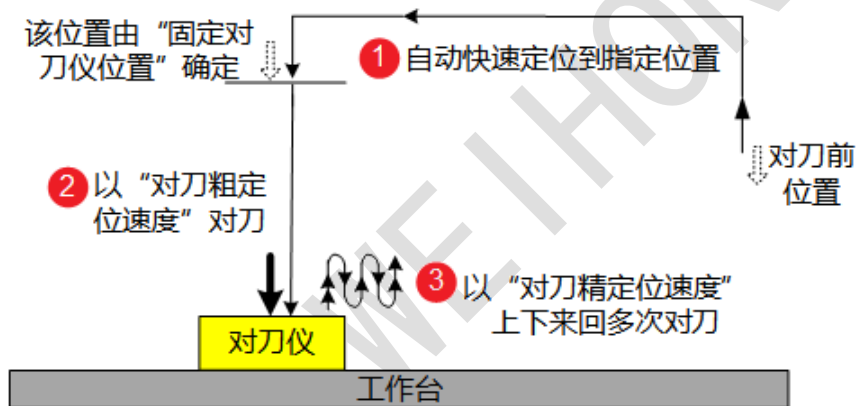 该位置由“固定对
刀仪位置”确定
1 自动快速定位到指定位置
对刀前
位置
2 以“对刀粗定
位速度”对刀
3 以“对刀精定位速度”
上下来回多次对刀
对刀仪
工作台
WEIHON